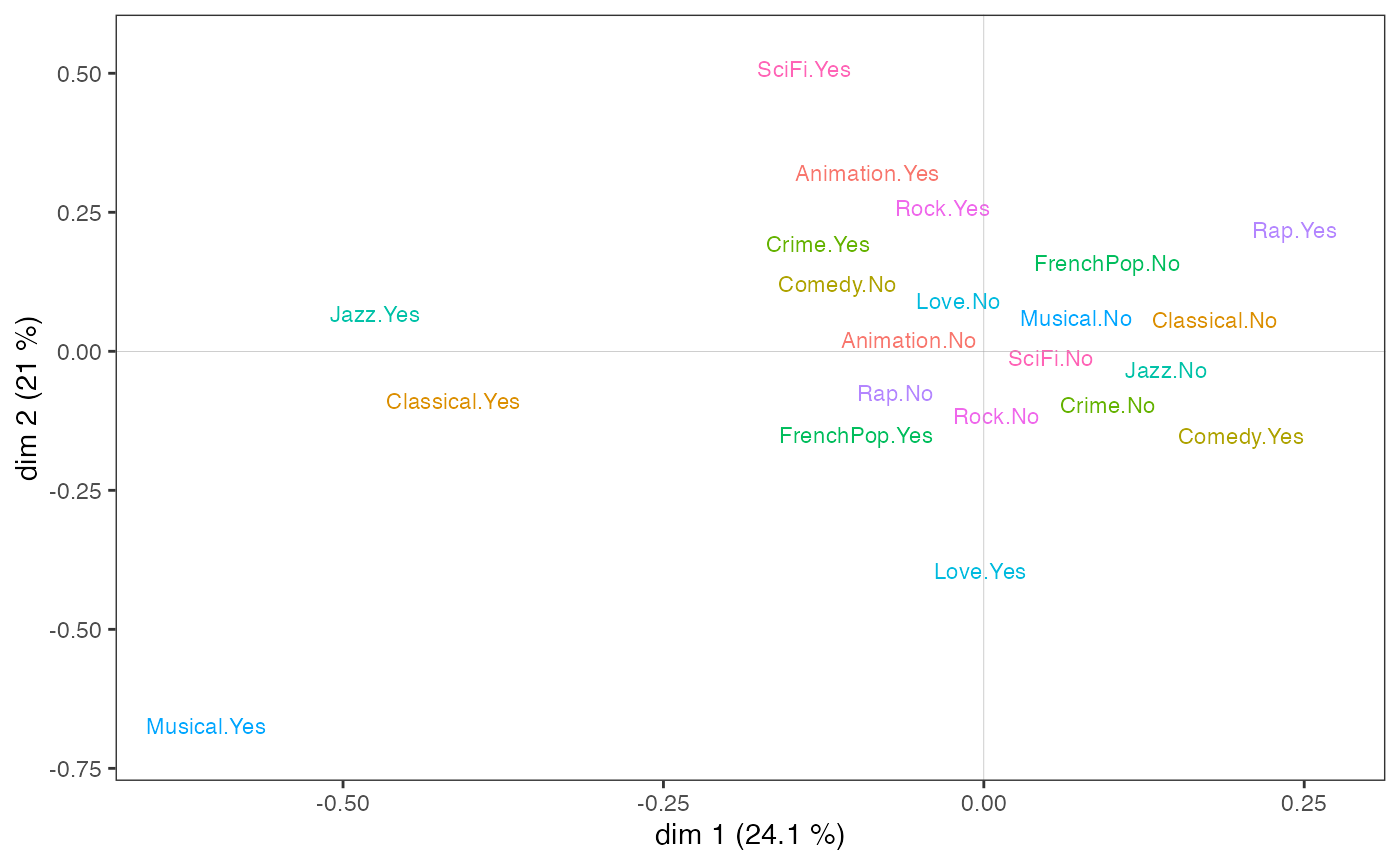 SciFi.Yes
0.50
Animation.Yes
Rock.Yes
0.25
Rap.Yes
Crime.Yes
FrenchPop.No
Comedy.No
Love.No
Jazz.Yes
Musical.No
Classical.No
Animation.No
0.00
SciFi.No
Jazz.No
Rap.No
Classical.Yes
Crime.No
Rock.No
FrenchPop.Yes
Comedy.Yes
-0.25
Love.Yes
-0.50
Musical.Yes
-0.75
dim 2 (21 %)
-0.50 -0.25 0.00 0.25
dim 1 (24.1 %)